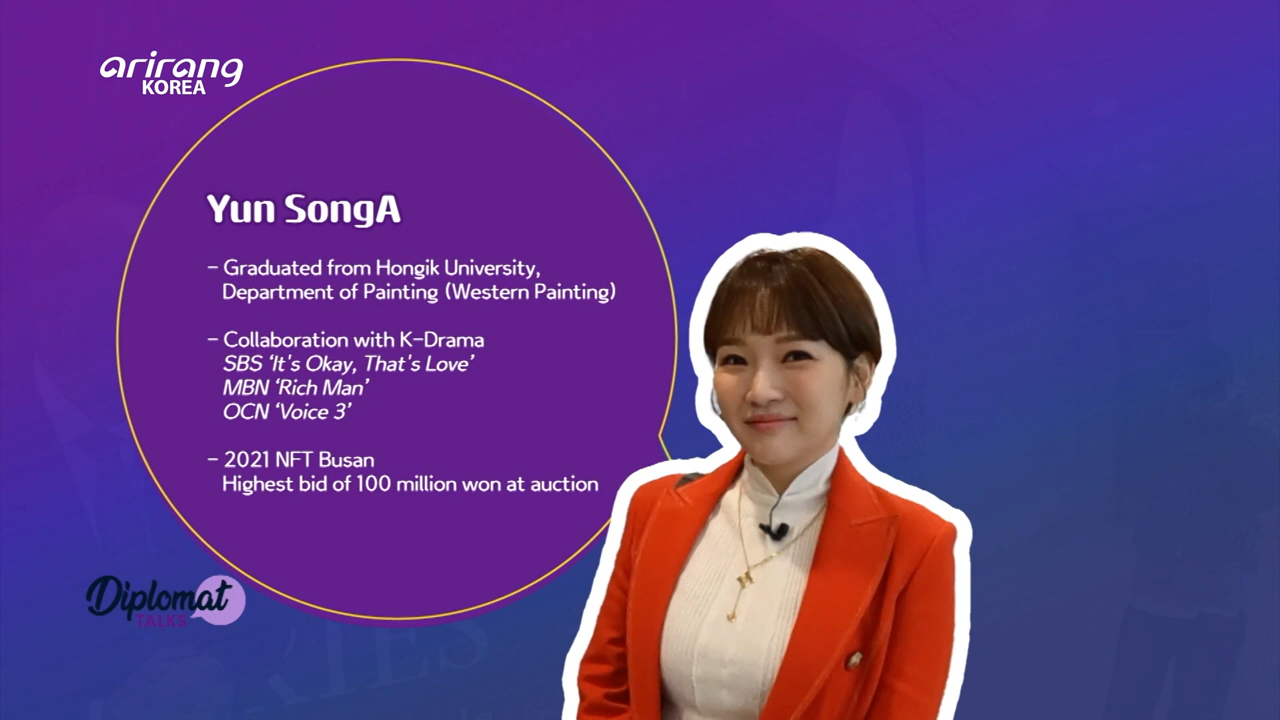 arirang
KOREA
Yun SongA
- Graduated from Hongik University,
Department of Painting (Western Painting)
- Collaboration with K-Drama
SBS ‘It's Okay, That's Love’
MBN ‘Rich Man’
OCN ‘Voice 3’
- 2021 NFT Busan
Highest bid of 100 million won at auction
Diplomat
TALKS